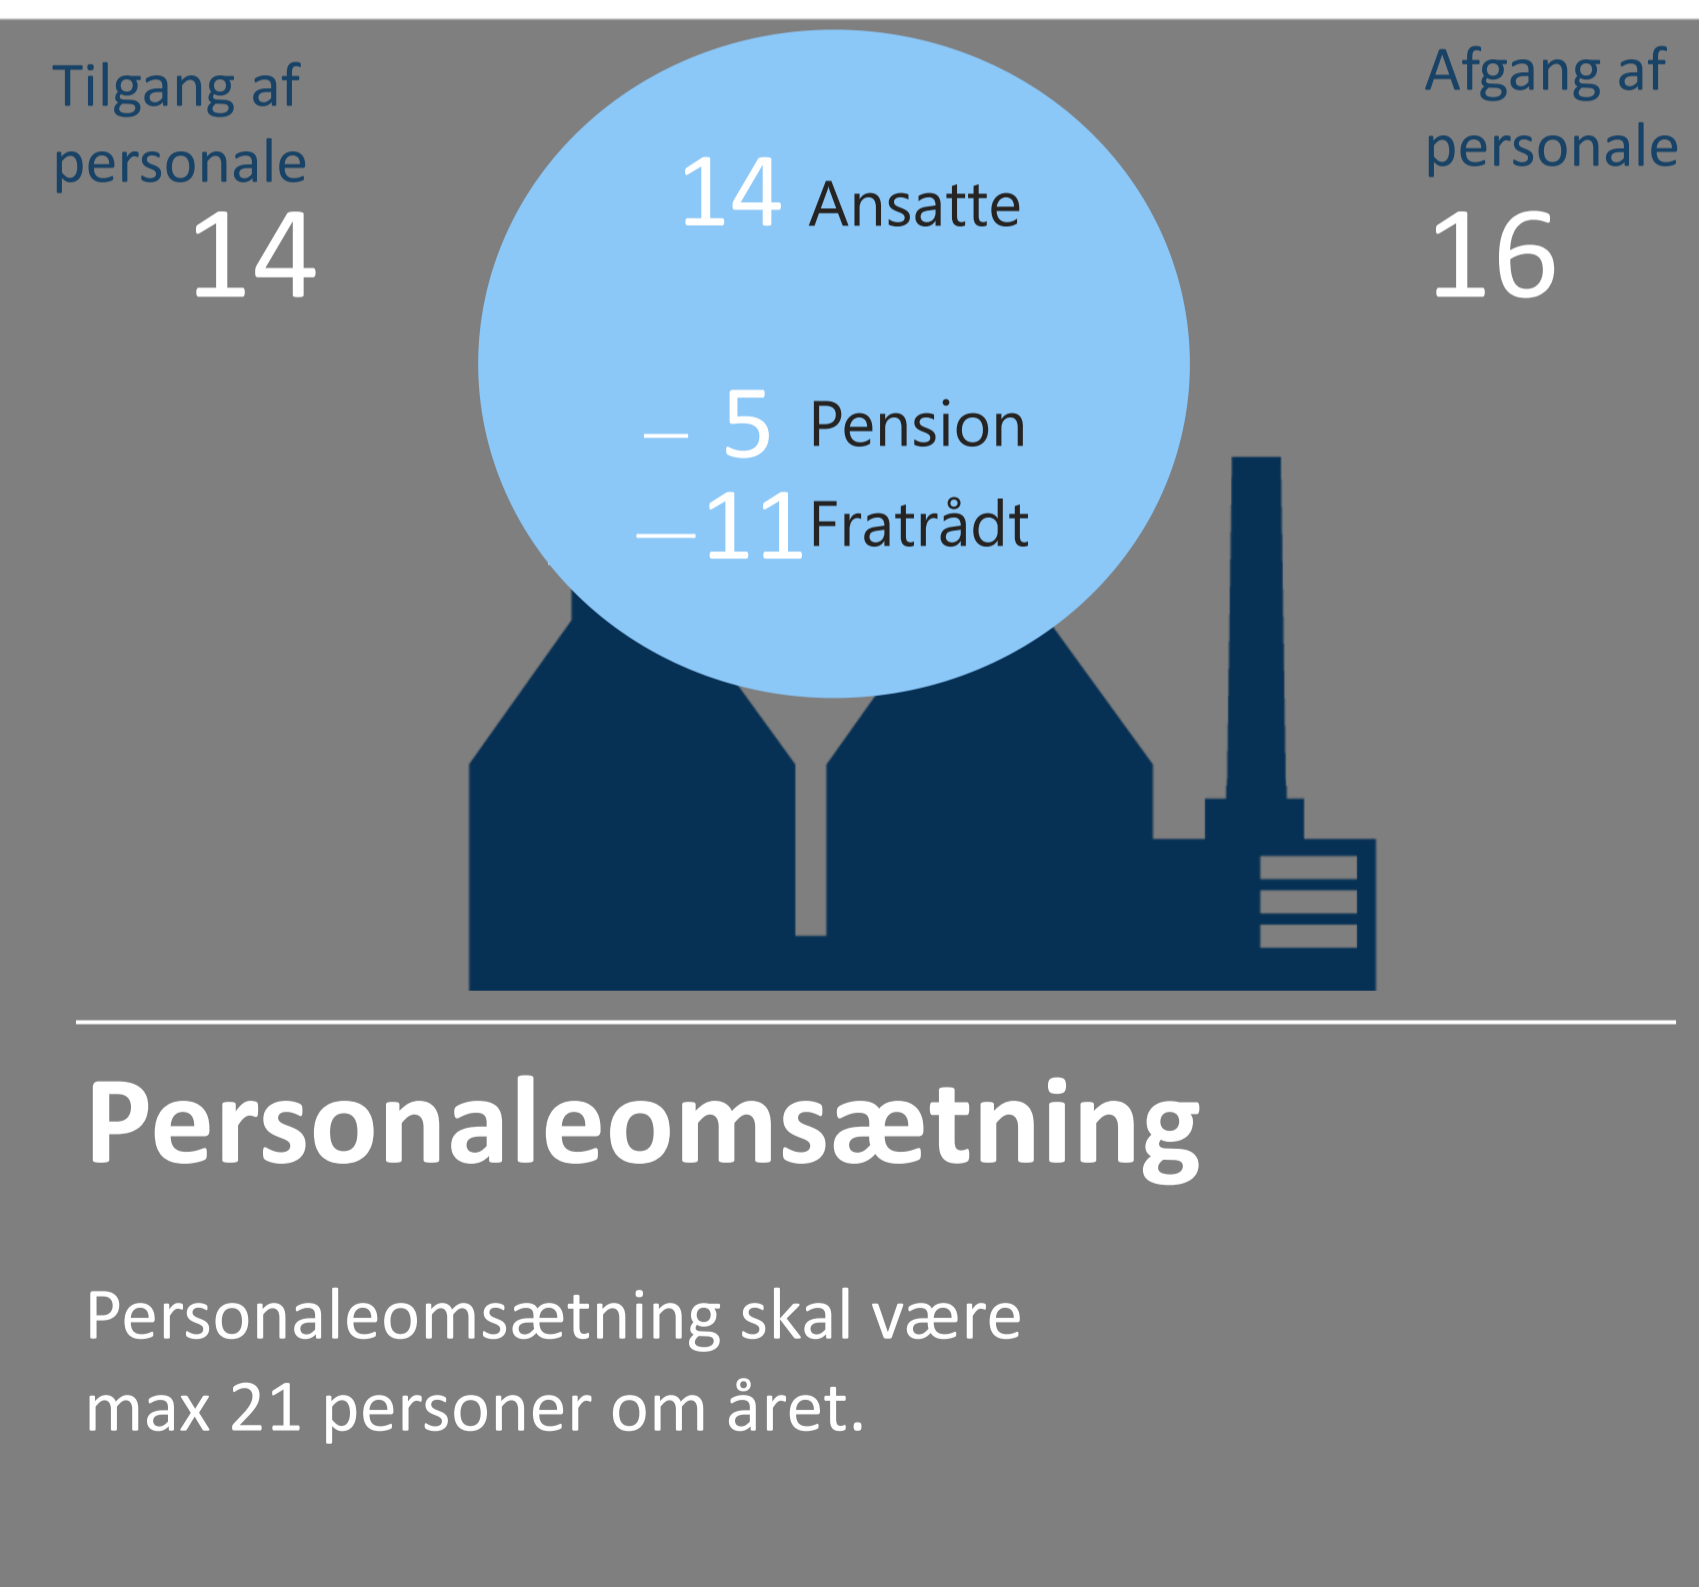 Tilgang af
personale
14
14 Ansatte
– 5 Pension
–11 Fratrådt
Afgang af
personale
16
Personaleomsætning
Personaleomsætning skal være
max 21 personer om året.